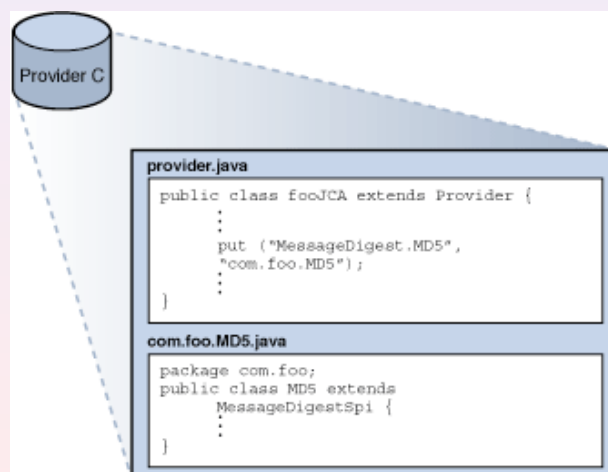 Provider C
provider.java
public class fooJCA extends Provider {
⋮
put ("MessageDigest.MD5",
"com.foo.MD5");
⋮
}
com.foo.MD5.java
package com.foo;
public class MD5 extends
MessageDigestSpi {
⋮
}